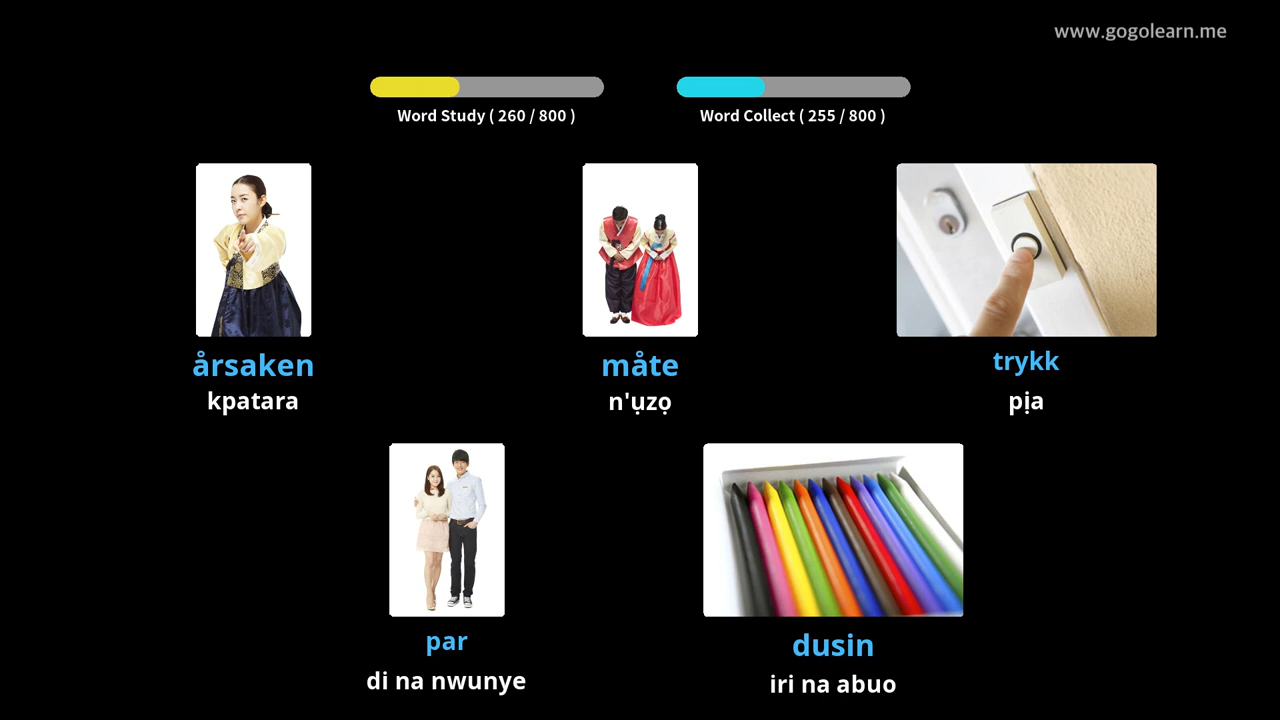 www.gogolearn.me
Word Study ( 260 / 800 )
Word Collect ( 255 / 800 )
årsaken
kpatara
måte
n'ụzọ
trykk
pịa
par
di na nwunye
dusin
iri na abuo